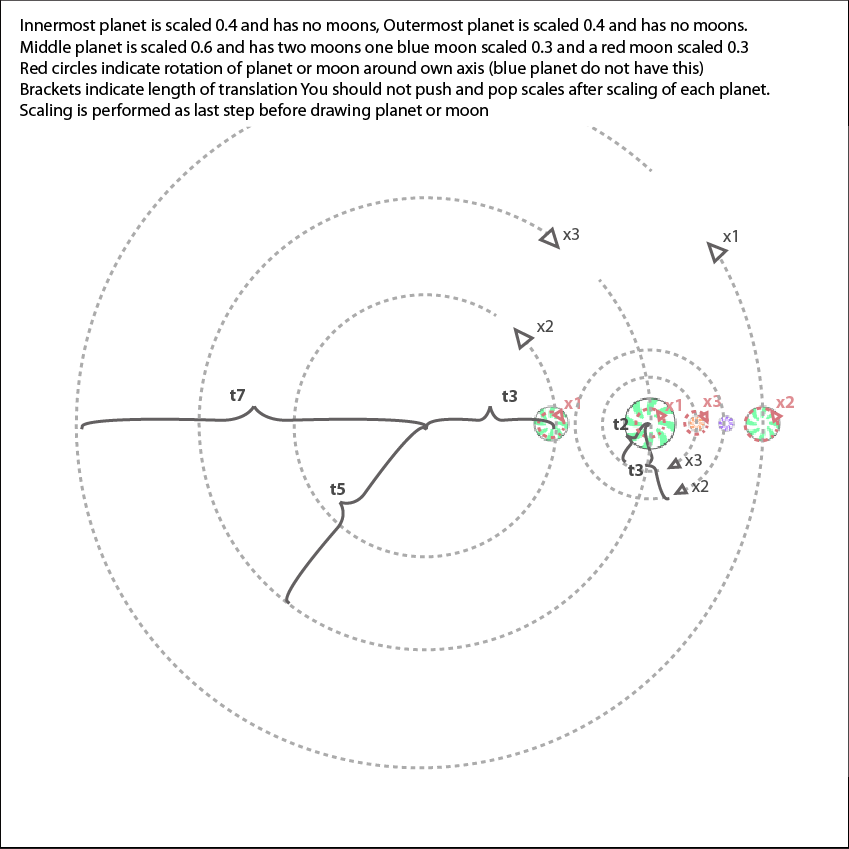 Innermost planet is scaled 0.4 and has no moons, Outermost planet is scaled 0.4 and has no moons.
Middle planet is scaled 0.6 and has two moons one blue moon scaled 0.3 and a red moon scaled 0.3
Red circles indicate rotation of planet or moon around own axis (blue planet do not have this)
Brackets indicate length of translation You should not push and pop scales after scaling of each planet.
Scaling is performed as last step before drawing planet or moon
x3
x1
x2
t7
t3
x1
x1
x3
x2
t2
t3
x3
x2
t5